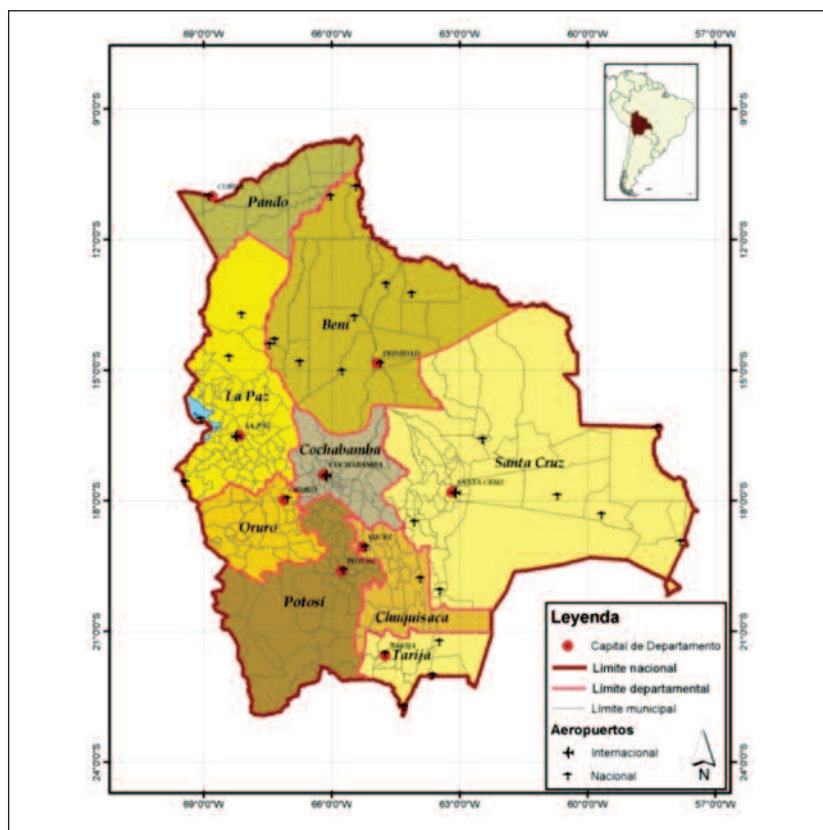 69°0'0"W 66°0'0"W 63°0'0"W 60°0'0"W 57°0'0"W
9°0'0"S 9°0'0"S
12°0'0"S 12°0'0"S
15°0'0"S 15°0'0"S
18°0'0"S 18°0'0"S
21°0'0"S 21°0'0"S
24°0'0"S 24°0'0"S
Pando
Beni
TRINIDAD
La Paz
LA PAZ
Cochabamba
COCHABAMBA
Santa Cruz
SANTA CRUZ
ORURO
Oruro
SUCRE
POTOSI
Potosí
Chuquisaca
TARIJA
Tarija
Leyenda
Capital de Departamento
Límite nacional
Límite departamental
Límite municipal
Aeropuertos
Internacional
Nacional
N
69°0'0"W 66°0'0"W 63°0'0"W 60°0'0"W 57°0'0"W